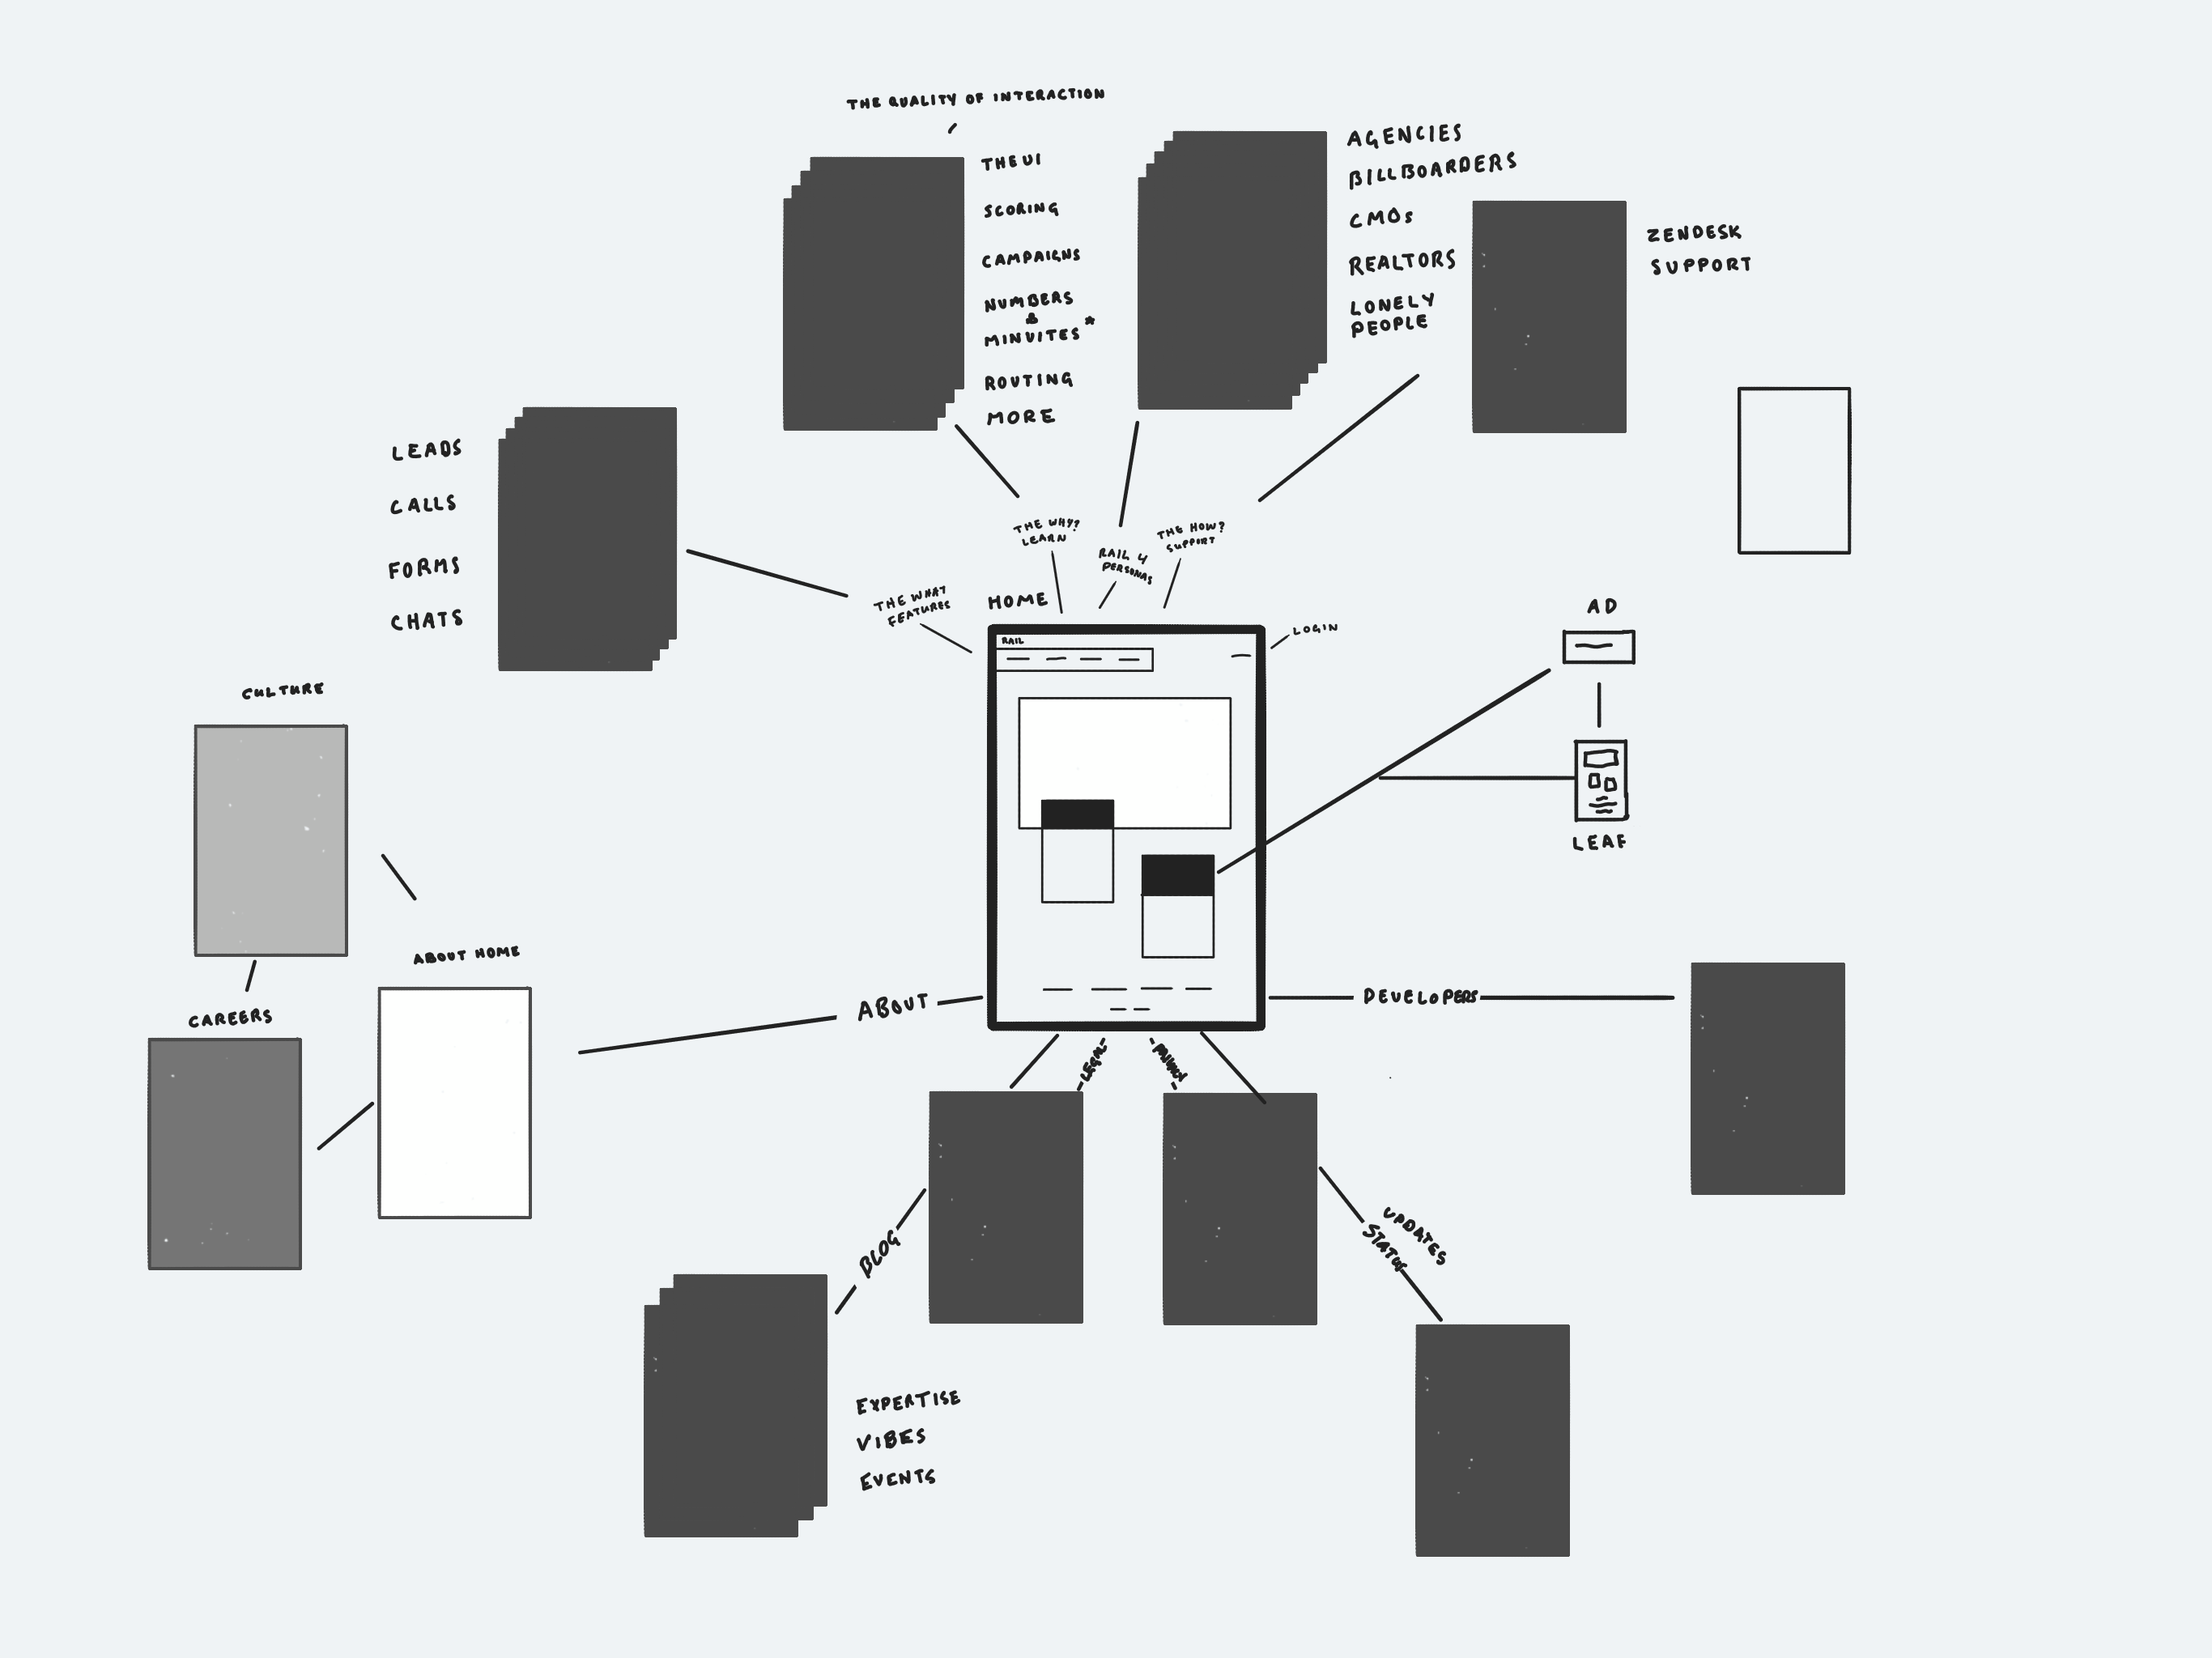 THE QUALITY OF INTERACTION
THE UI
SCORING
CAMPAIGNS
NUMBERS
&
MINUITES *
ROUTING
MORE
AGENCIES
BILLBOARDERS
CMOs
REALTORS
LONELY
PEOPLE
ZENDESK
SUPPORT
LEADS
CALLS
FORMS
CHATS
THE WHAT
FEATURES
THE WHY?
LEARN
RAIL 4
PERSONAS
THE HOW?
SUPPORT
HOME
LOGIN
RAIL
AD
LEAF
CULTURE
ABOUT HOME
CAREERS
ABOUT
DEVELOPERS
LEGAL
PRIVACY
BLOG
UPDATES
STATUS
EXPERTISE
VIBES
EVENTS